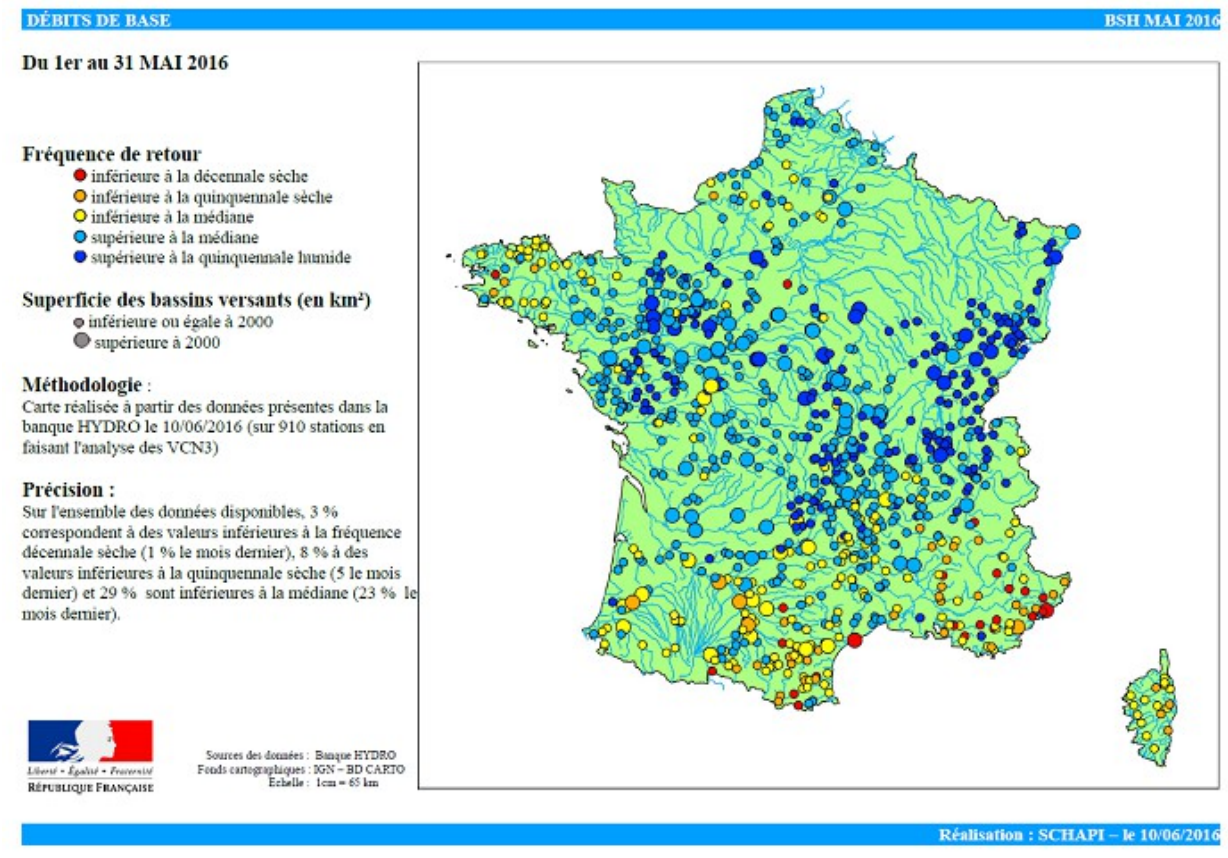 DÉBITS DE BASE
BSH MAI 2016
Du 1er au 31 MAI 2016
Fréquence de retour
inférieure à la décennale sèche
inférieure à la quinquennale sèche
inférieure à la médiane
supérieure à la médiane
supérieure à la quinquennale humide
Superficie des bassins versants (en km²)
inférieure ou égale à 2000
supérieure à 2000
Méthodologie :
Carte réalisée à partir des données présentes dans la
banque HYDRO le 10/06/2016 (sur 910 stations en
faisant l'analyse des VCN3)
Précision :
Sur l'ensemble des données disponibles, 3 %
correspondent à des valeurs inférieures à la fréquence
décennale sèche (1 % le mois dernier), 8 % à des
valeurs inférieures à la quinquennale sèche (5 le mois
dernier) et 29 % sont inférieures à la médiane (23 % le
mois dernier).
Liberté • Égalité • Fraternité
RÉPUBLIQUE FRANÇAISE
Sources des données : Banque HYDRO
Fonds cartographiques : IGN – BD CARTO
Echelle : 1cm = 65 km
Réalisation : SCHAPI – le 10/06/2016